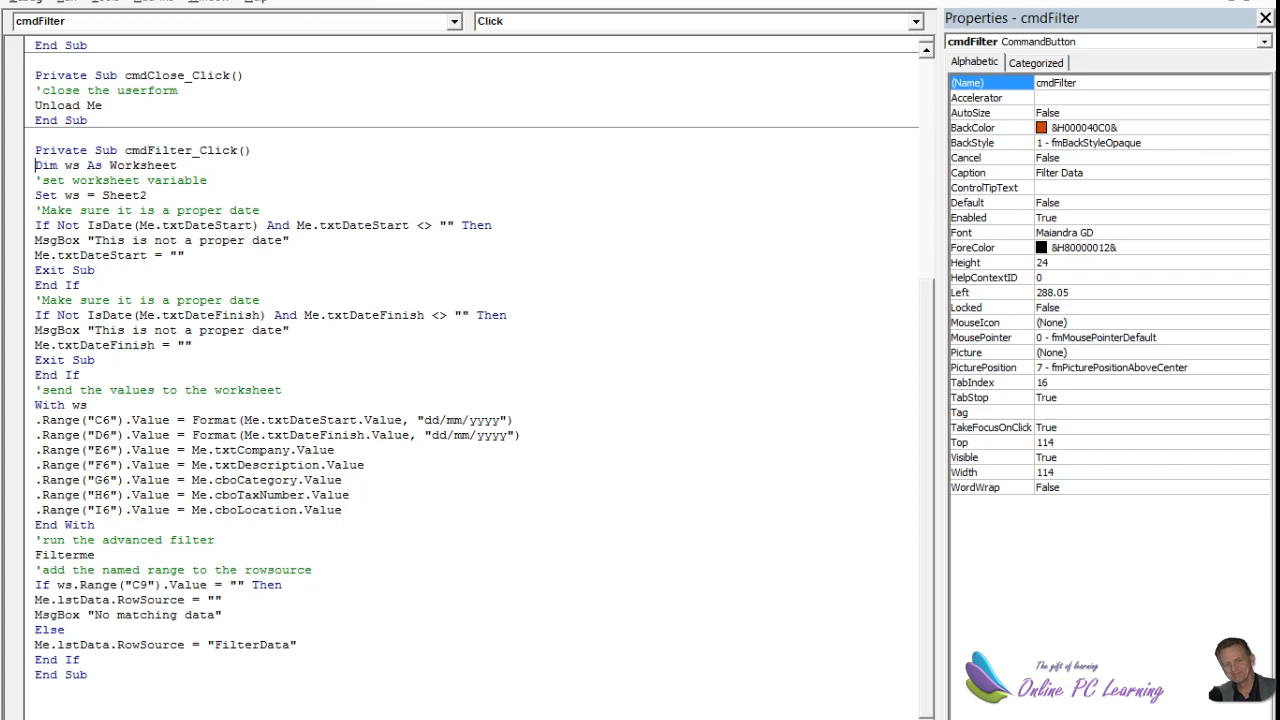 cmdFilter
Click
End Sub
Private Sub cmdClose_Click()
'close the userform
Unload Me
End Sub
Private Sub cmdFilter_Click()
Dim ws As Worksheet
'set worksheet variable
Set ws = Sheet2
'Make sure it is a proper date
If Not IsDate(Me.txtDateStart) And Me.txtDateStart <> "" Then
MsgBox "This is not a proper date"
Me.txtDateStart = ""
Exit Sub
End If
'Make sure it is a proper date
If Not IsDate(Me.txtDateFinish) And Me.txtDateFinish <> "" Then
MsgBox "This is not a proper date"
Me.txtDateFinish = ""
Exit Sub
End If
'send the values to the worksheet
With ws
.Range("C6").Value = Format(Me.txtDateStart.Value, "dd/mm/yyyy")
.Range("D6").Value = Format(Me.txtDateFinish.Value, "dd/mm/yyyy")
.Range("E6").Value = Me.txtCompany.Value
.Range("F6").Value = Me.txtDescription.Value
.Range("G6").Value = Me.cboCategory.Value
.Range("H6").Value = Me.cboTaxNumber.Value
.Range("I6").Value = Me.cboLocation.Value
End With
'run the advanced filter
Filterme
'add the named range to the rowsource
If ws.Range("C9").Value = "" Then
Me.lstData.RowSource = ""
MsgBox "No matching data"
Else
Me.lstData.RowSource = "FilterData"
End If
End Sub
Properties - cmdFilter
cmdFilter CommandButton
Alphabetic Categorized
(Name) cmdFilter
Accelerator
AutoSize False
BackColor &H000040C0&
BackStyle 1 - fmBackStyleOpaque
Cancel False
Caption Filter Data
ControlTipText
Default False
Enabled True
Font Maiandra GD
ForeColor &H80000012&
Height 24
HelpContextID 0
Left 288.05
Locked False
MouseIcon (None)
MousePointer 0 - fmMousePointerDefault
Picture (None)
PicturePosition 7 - fmPicturePositionAboveCenter
TabIndex 16
TabStop True
Tag
TakeFocusOnClick True
Top 114
Visible True
Width 114
WordWrap False
The gift of learning
Online PC Learning